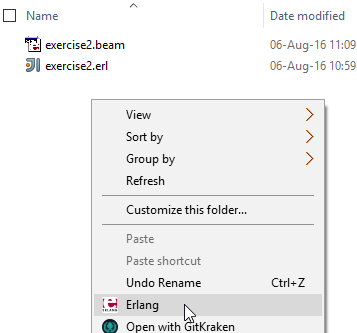 Name Date modified
exercise2.beam 06-Aug-16 11:09
exercise2.erl 06-Aug-16 10:59
View
Sort by
Group by
Refresh
Customize this folder...
Paste
Paste shortcut
Undo Rename Ctrl+Z
ERLANG Erlang
Open with GitKraken